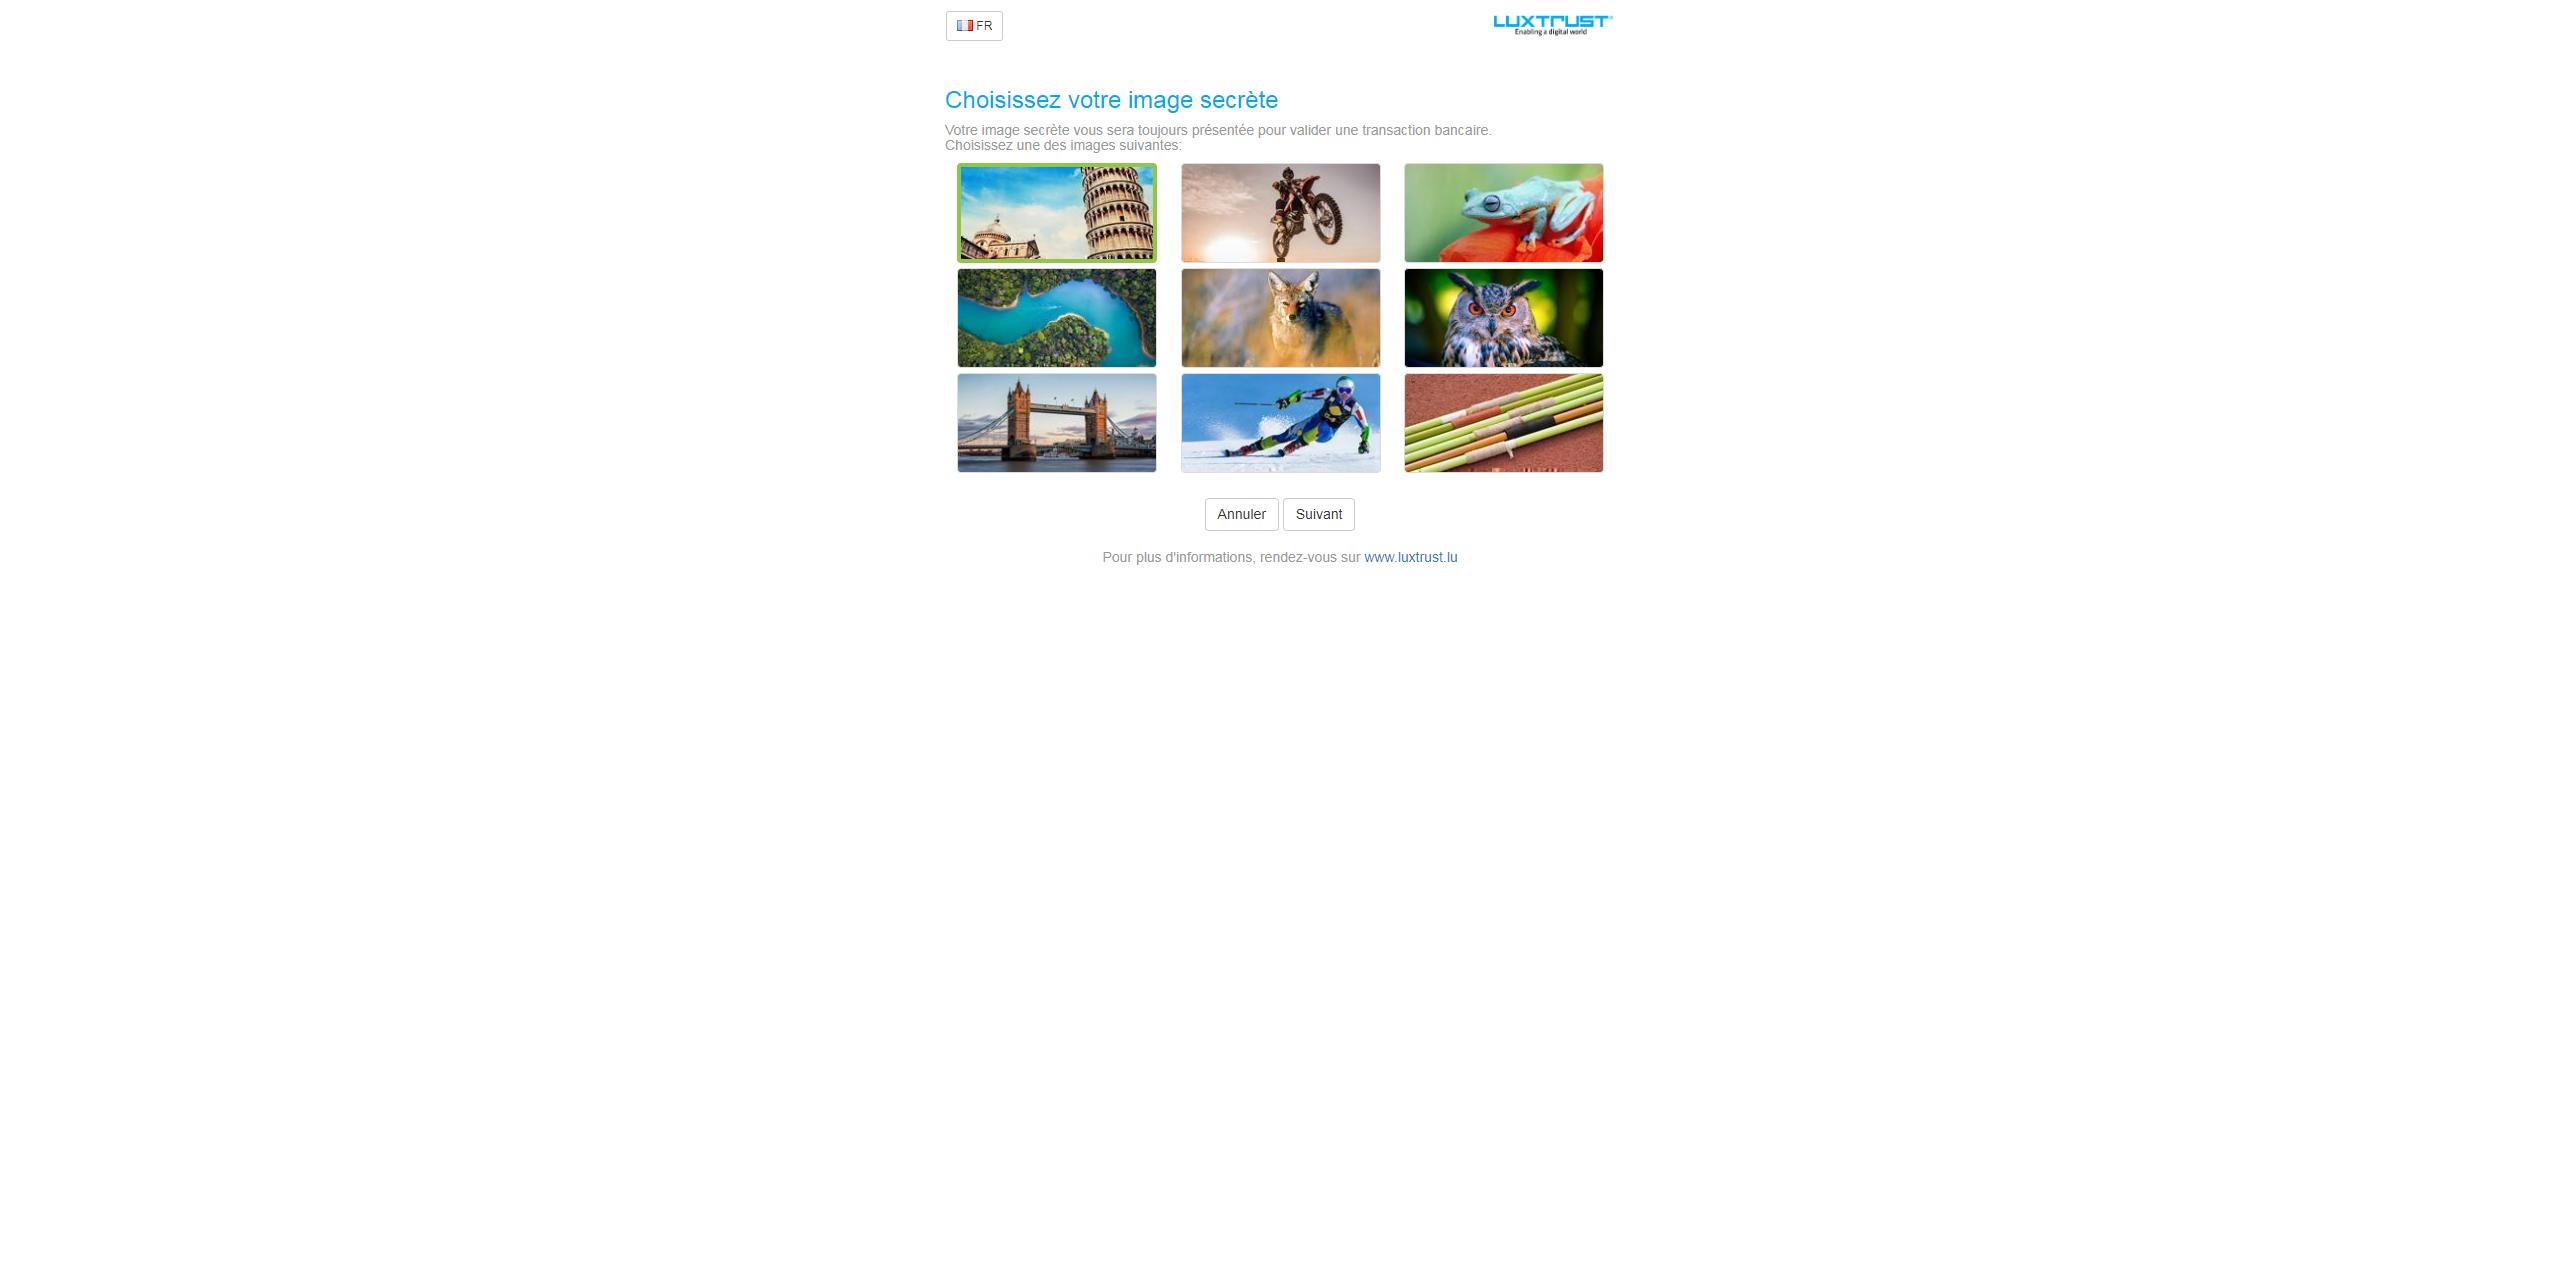 FR
LUXTRUST
Enabling a digital world
Choisissez votre image secrète
Votre image secrète vous sera toujours présentée pour valider une transaction bancaire.
Choisissez une des images suivantes:
Annuler Suivant
Pour plus d'informations, rendez-vous sur www.luxtrust.lu